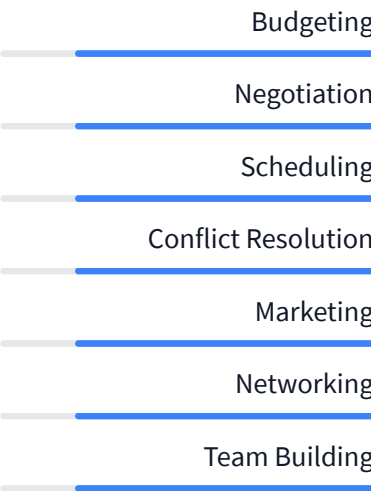 Budgeting
Negotiation
Scheduling
Conflict Resolution
Marketing
Networking
Team Building